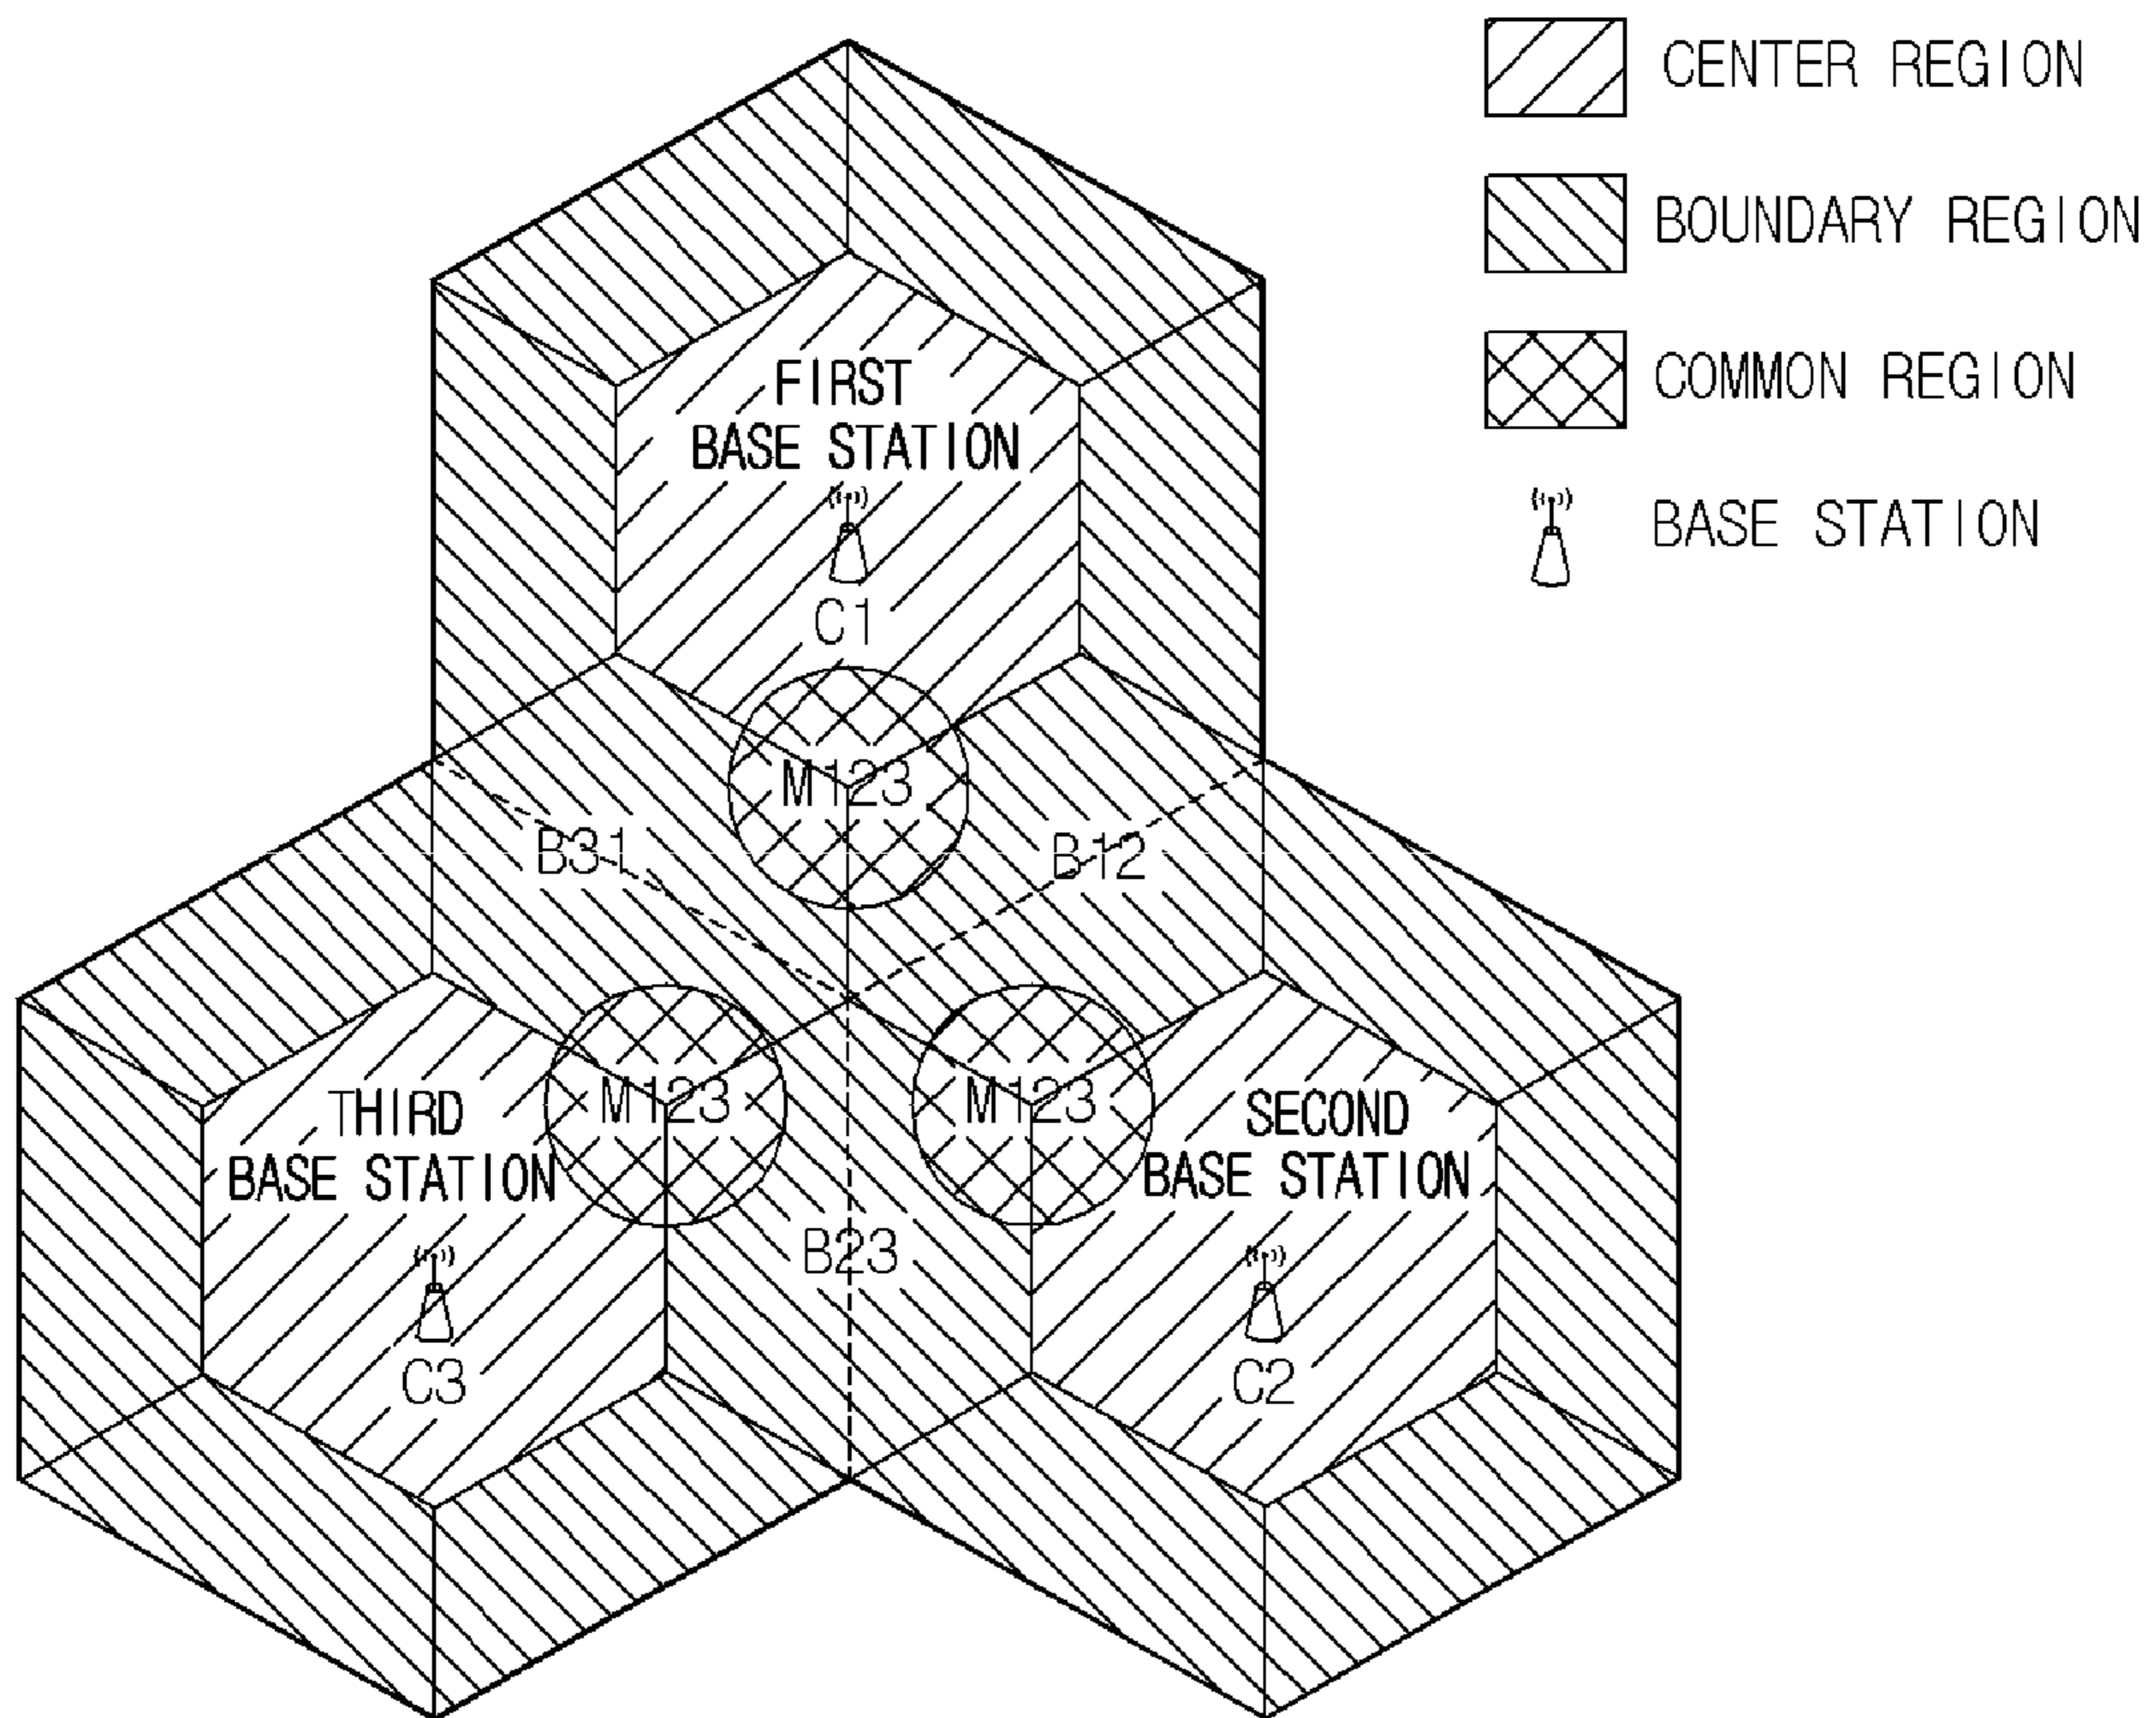 CENTER REGION
BOUNDARY REGION
COMMON REGION
BASE STATION
FIRST
BASE STATION
C1
M123
B31
B12
M123
M123
THIRD
BASE STATION
SECOND
BASE STATION
B23
C3
C2